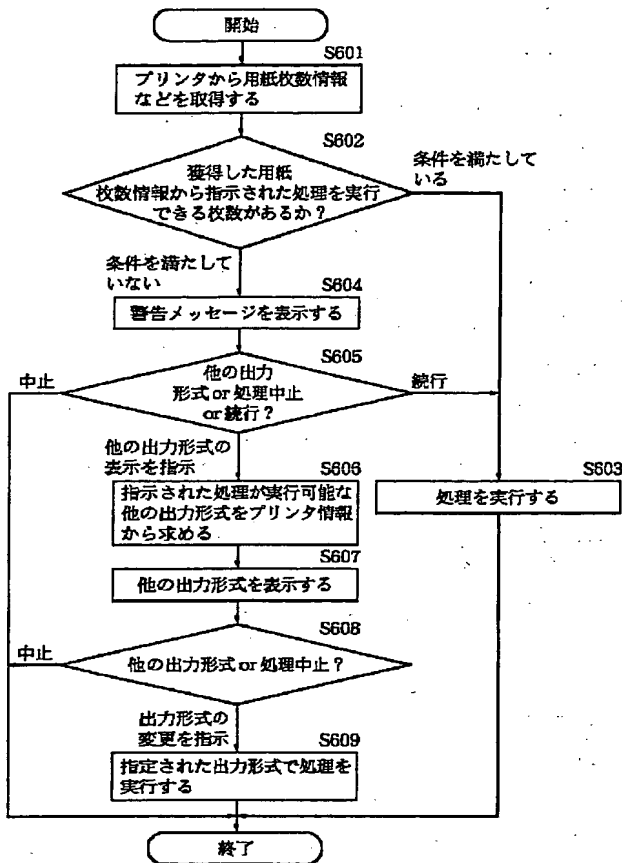 開始
S601
プリンタから用紙枚数情報
などを取得する
S602
獲得した用紙
枚数情報から指示された処理を実行
できる枚数があるか？
条件を満たして
いる
条件を満たして
いない
S604
警告メッセージを表示する
S605
他の出力
形式or処理中止
or続行？
中止
続行
他の出力形式の
表示を指示
S606
指示された処理が実行可能な
他の出力形式をプリンタ情報
から求める
S603
処理を実行する
S607
他の出力形式を表示する
S608
他の出力形式or処理中止？
中止
出力形式の
変更を指示
S609
指定された出力形式で処理を
実行する
終了